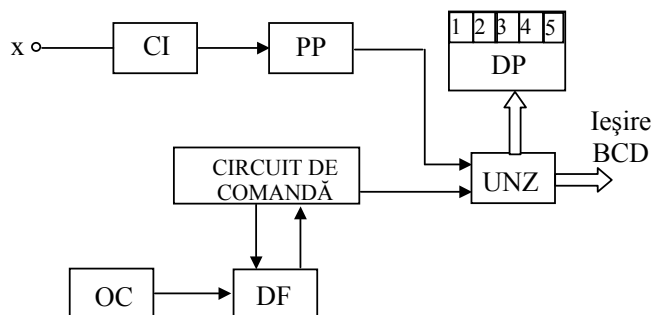 1 2 3 4 5
x CI PP DP
Ieşire
BCD
CIRCUIT DE
COMANDĂ
UNZ
OC DF